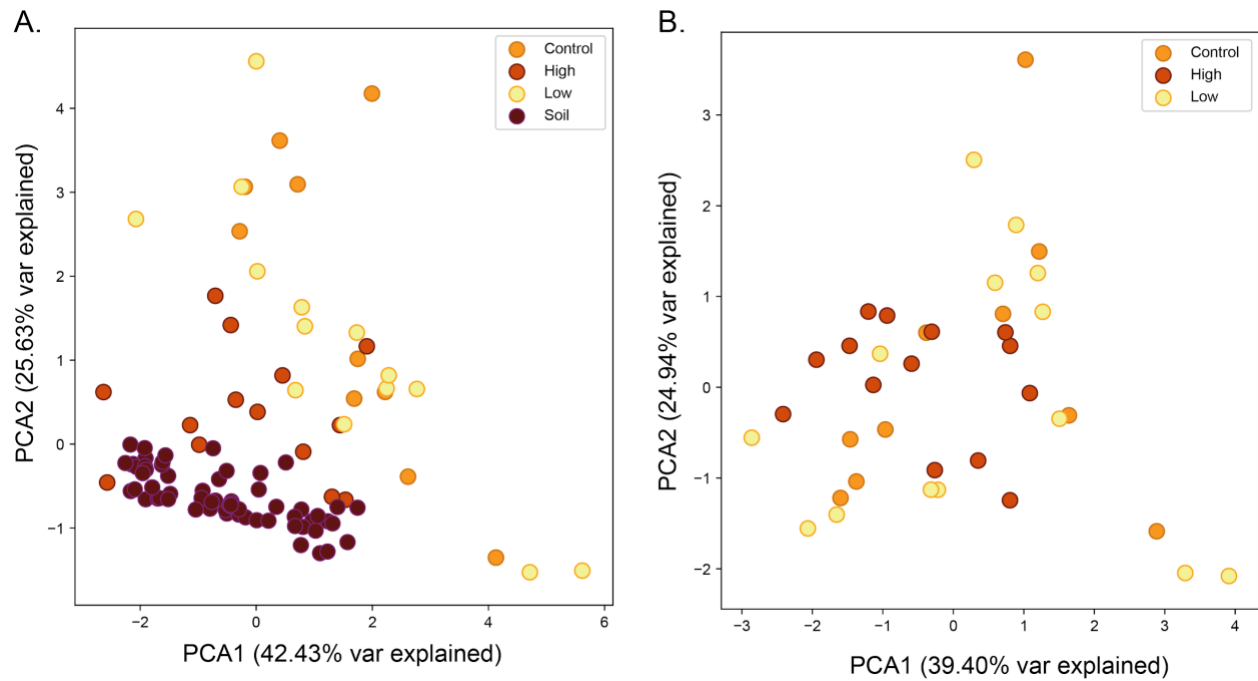 A.
Control
High
Low
Soil
4
3
2
1
0
−1
−2
0
2
4
6
PCA2 (25.63% var explained)
PCA1 (42.43% var explained)
B.
Control
High
Low
3
2
1
0
−1
−2
−3
−2
−1
0
1
2
3
4
PCA2 (24.94% var explained)
PCA1 (39.40% var explained)